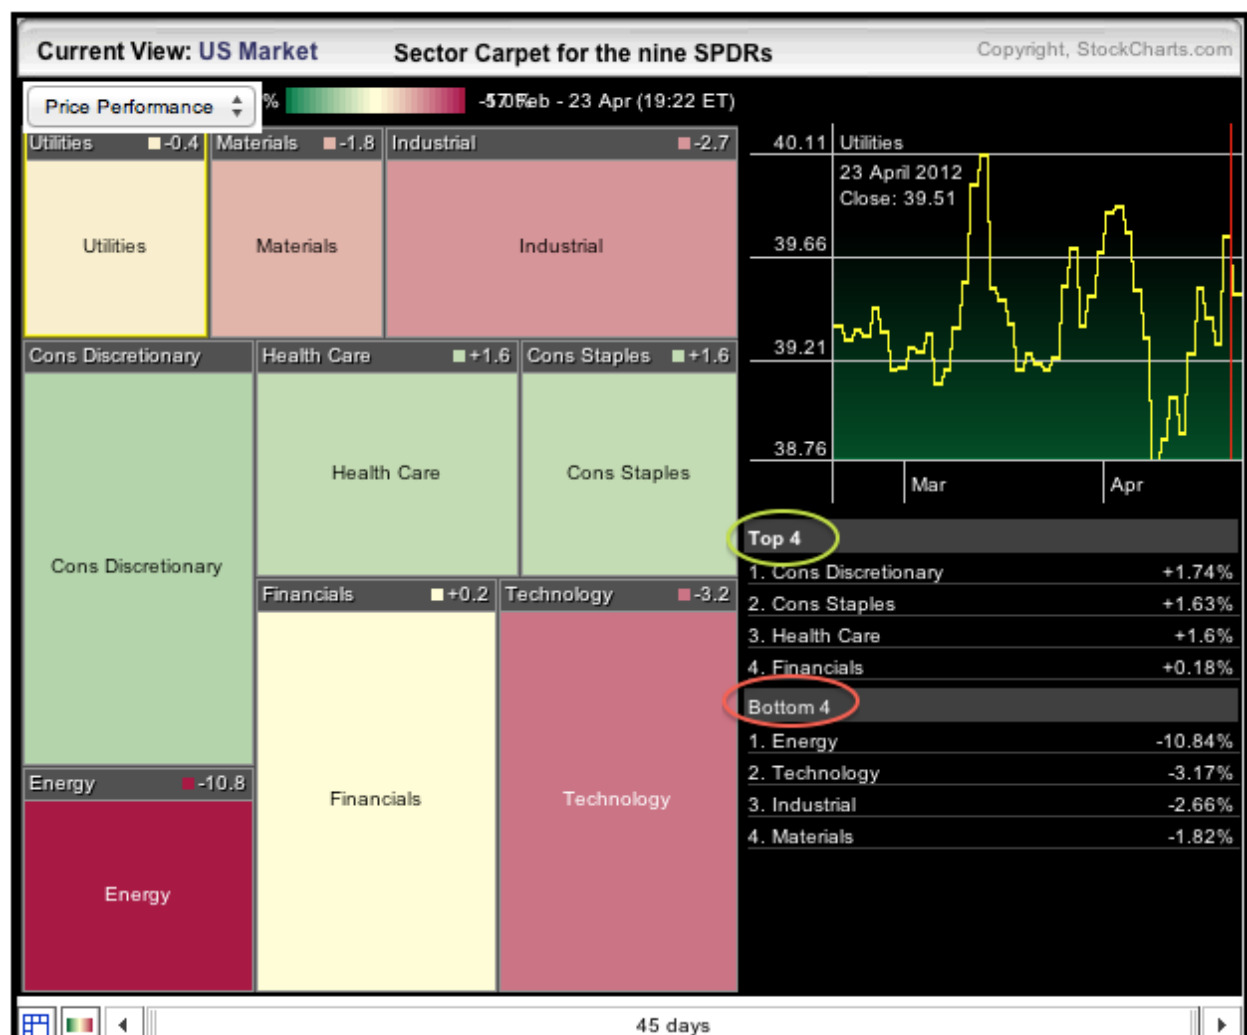 Current View: US Market Sector Carpet for the nine SPDRs Copyright, StockCharts.com
Price Performance % Feb - 23 Apr (19:22 ET)
Utilities -0.4 Materials -1.8 Industrial -2.7
Utilities Materials Industrial
Cons Discretionary Health Care +1.6 Cons Staples +1.6
Health Care Cons Staples
Cons Discretionary
Financials +0.2 Technology -3.2
Energy -10.8
Financials Technology
Energy
40.11 Utilities
23 April 2012
Close: 39.51
39.66
39.21
38.76
Mar Apr
Top 4
1. Cons Discretionary +1.74%
2. Cons Staples +1.63%
3. Health Care +1.6%
4. Financials +0.18%
Bottom 4
1. Energy -10.84%
2. Technology -3.17%
3. Industrial -2.66%
4. Materials -1.82%
45 days